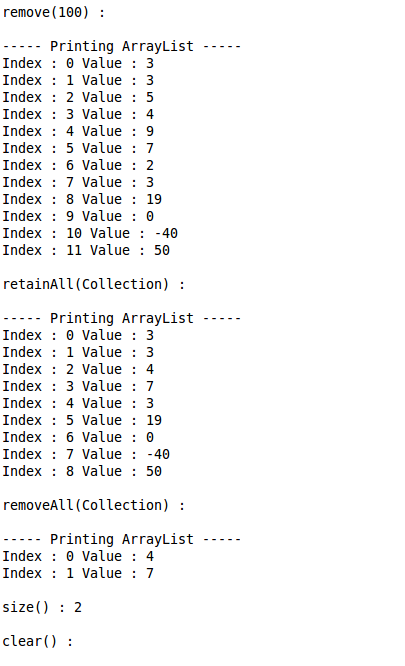 remove(100) :
----- Printing ArrayList -----
Index : 0 Value : 3
Index : 1 Value : 3
Index : 2 Value : 5
Index : 3 Value : 4
Index : 4 Value : 9
Index : 5 Value : 7
Index : 6 Value : 2
Index : 7 Value : 3
Index : 8 Value : 19
Index : 9 Value : 0
Index : 10 Value : -40
Index : 11 Value : 50
retainAll(Collection) :
----- Printing ArrayList -----
Index : 0 Value : 3
Index : 1 Value : 3
Index : 2 Value : 4
Index : 3 Value : 7
Index : 4 Value : 3
Index : 5 Value : 19
Index : 6 Value : 0
Index : 7 Value : -40
Index : 8 Value : 50
removeAll(Collection) :
----- Printing ArrayList -----
Index : 0 Value : 4
Index : 1 Value : 7
size() : 2
clear() :